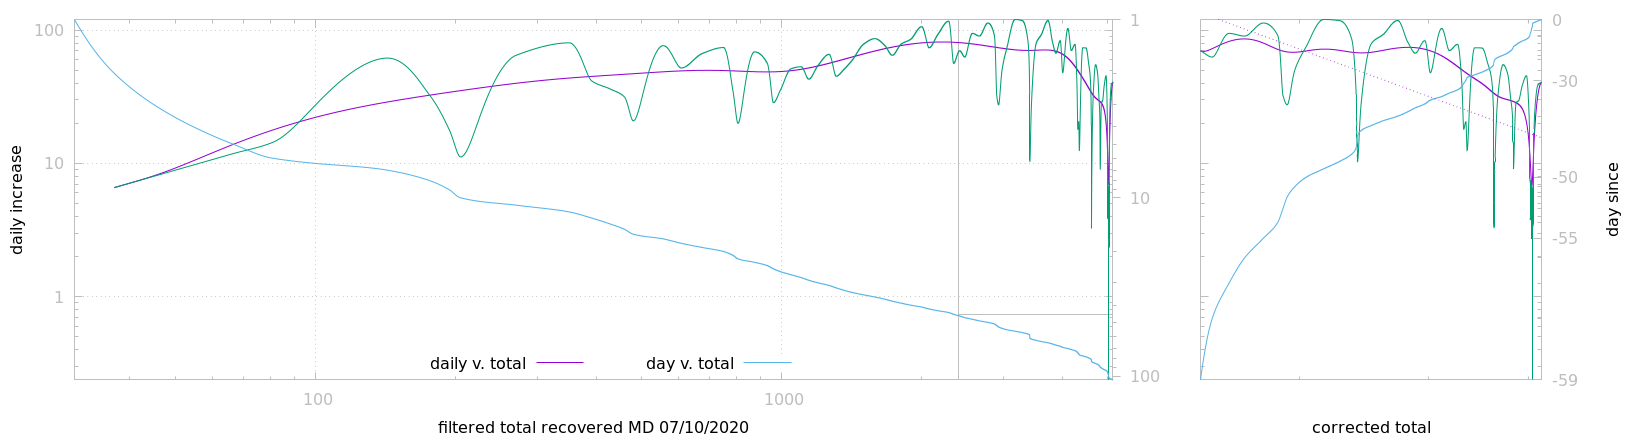 100
10
1
daily increase
100
1000
filtered total recovered MD 07/10/2020
daily v. total
day v. total
1
10
100
0
-30
-50
-55
-59
day since
corrected total